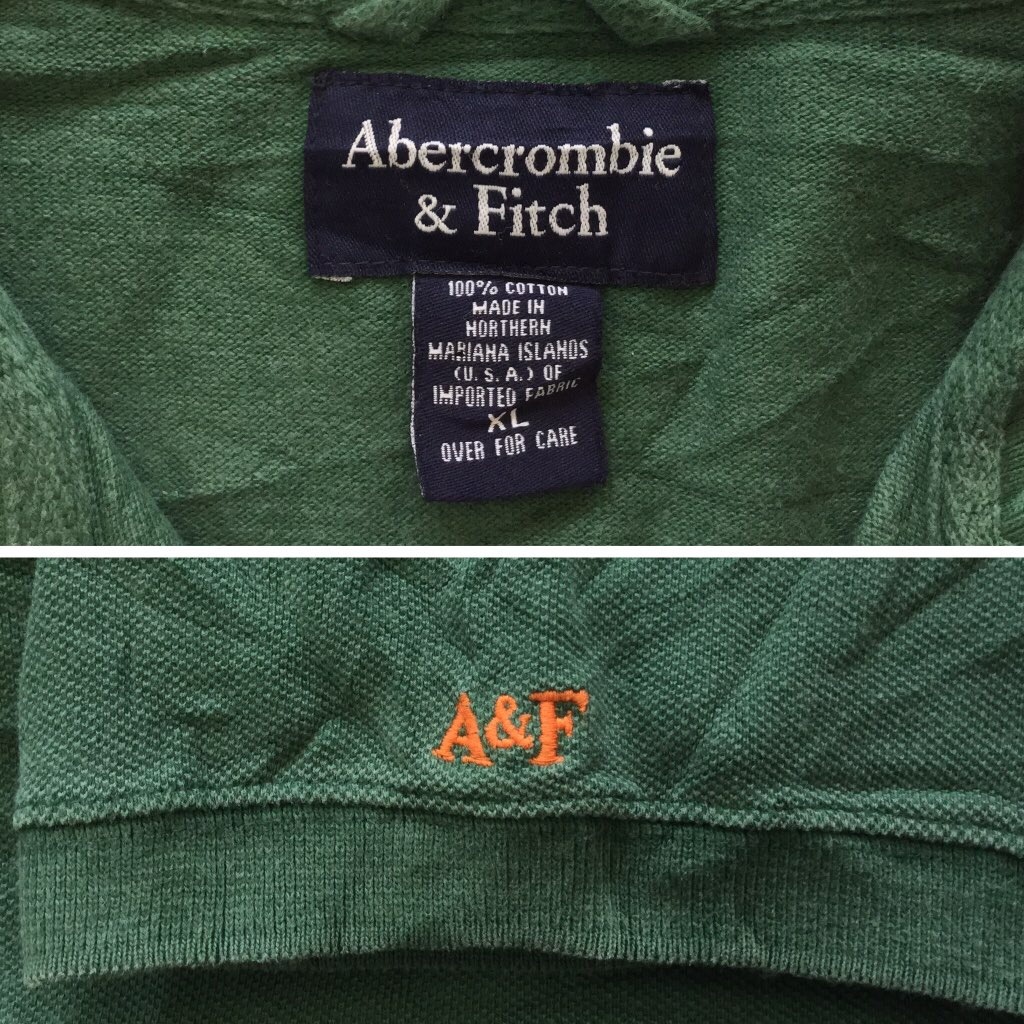 Abercrombie
& Fitch
100% COTTON
MADE IN
NORTHERN
MARIANA ISLANDS
(U.S.A.) OF
IMPORTED FABRIC
XL
OVER FOR CARE
A&F